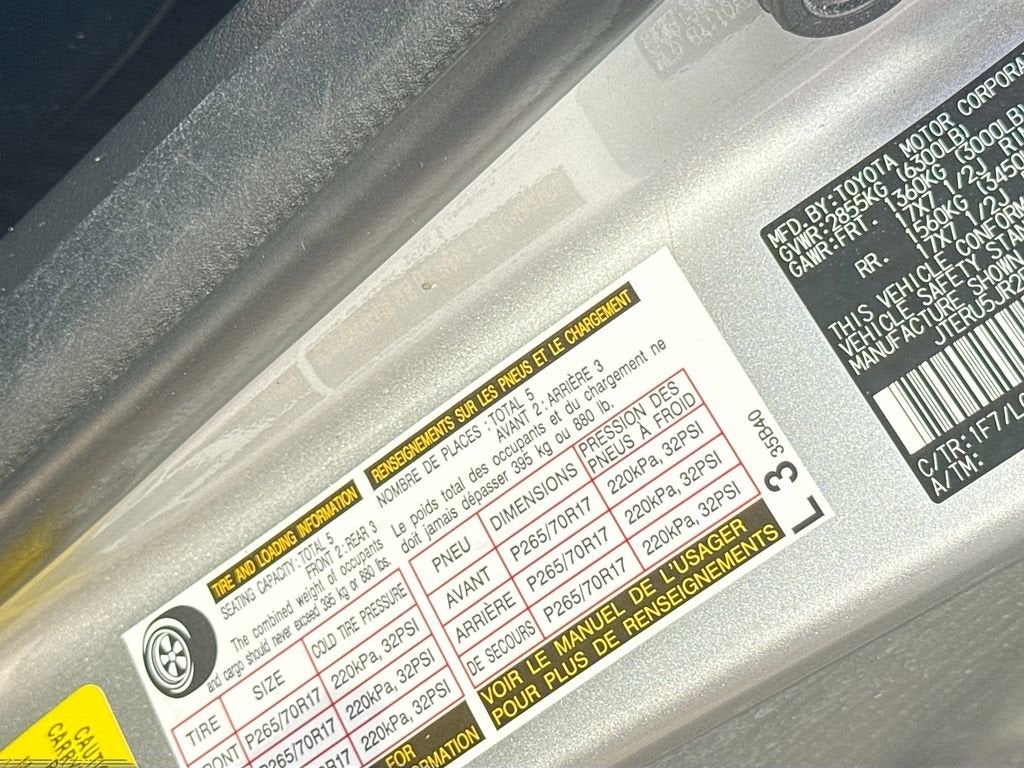 TIRE AND LOADING INFORMATION
SEATING CAPACITY: TOTAL 5
FRONT 2: REAR 3
The combined weight of occupants
and cargo should never exceed 395 kg or 880 lbs.
TIRE SIZE COLD TIRE PRESSURE
P265/70R17 220kPa, 32PSI
P265/70R17 220kPa, 32PSI
220kPa, 32PSI
FOR
RENSEIGNEMENTS SUR LES PNEUS ET LE CHARGEMENT
NOMBRE DE PLACES : TOTAL 5
AVANT 2: ARRIÈRE 3
Le poids total des occupants et du chargement ne
doit jamais dépasser 395 kg ou 880 lb.
PNEU DIMENSIONS PRESSION DES
PNEUS À FROID
AVANT P265/70R17 220kPa, 32PSI
ARRIÈRE P265/70R17 220kPa, 32PSI
DE SECOURS P265/70R17 220kPa, 32PSI
VOIR LE MANUEL DE L'USAGER
POUR PLUS DE RENSEIGNEMENTS
L 3 35B40
MFD.BY:TOYOTA MOTOR
GVWR:2855KG (6300LB)
GAWR:FRT: 1360KG (3000LB)
17X7 1/2J
RR. 1560KG
17X7 1/2J
THIS VEHICLE
VEHICLE SAFETY
MANUFACTURE SHOWN
C/TR:1F7
A/TM: